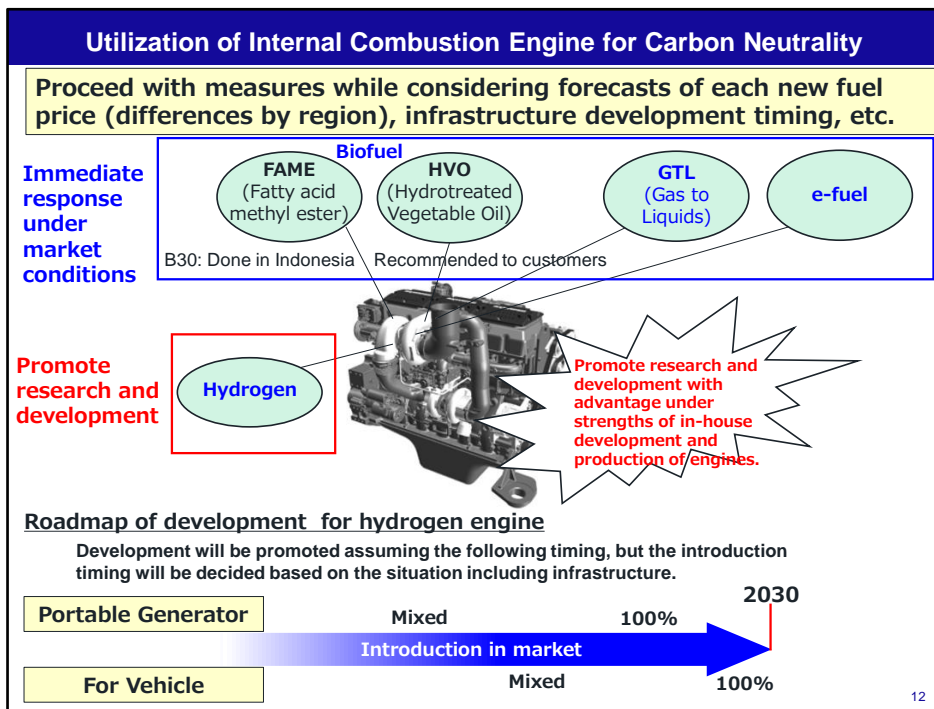 Utilization of Internal Combustion Engine for Carbon Neutrality
Proceed with measures while considering forecasts of each new fuel
price (differences by region), infrastructure development timing, etc.
Immediate
response
under
market
conditions
Biofuel
FAME
(Fatty acid
methyl ester)
HVO
(Hydrotreated
Vegetable Oil)
GTL
(Gas to
Liquids)
e-fuel
B30: Done in Indonesia
Recommended to customers
Promote
research and
development
Hydrogen
Promote research and
development with
advantage under
strengths of in-house
development and
production of engines.
Roadmap of development for hydrogen engine
Development will be promoted assuming the following timing, but the introduction
timing will be decided based on the situation including infrastructure.
2030
Portable Generator
Mixed
100%
Introduction in market
For Vehicle
Mixed
100%
12